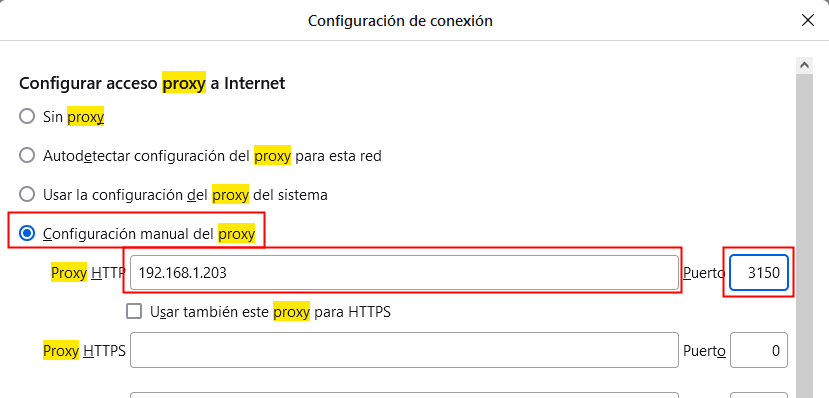 Configuración de conexión
Configurar acceso proxy a Internet
Sin proxy
Autodetectar configuración del proxy para esta red
Usar la configuración del proxy del sistema
Configuración manual del proxy
Proxy HTTP 192.168.1.203 Puerto 3150
Usar también este proxy para HTTPS
Proxy HTTPS Puerto 0